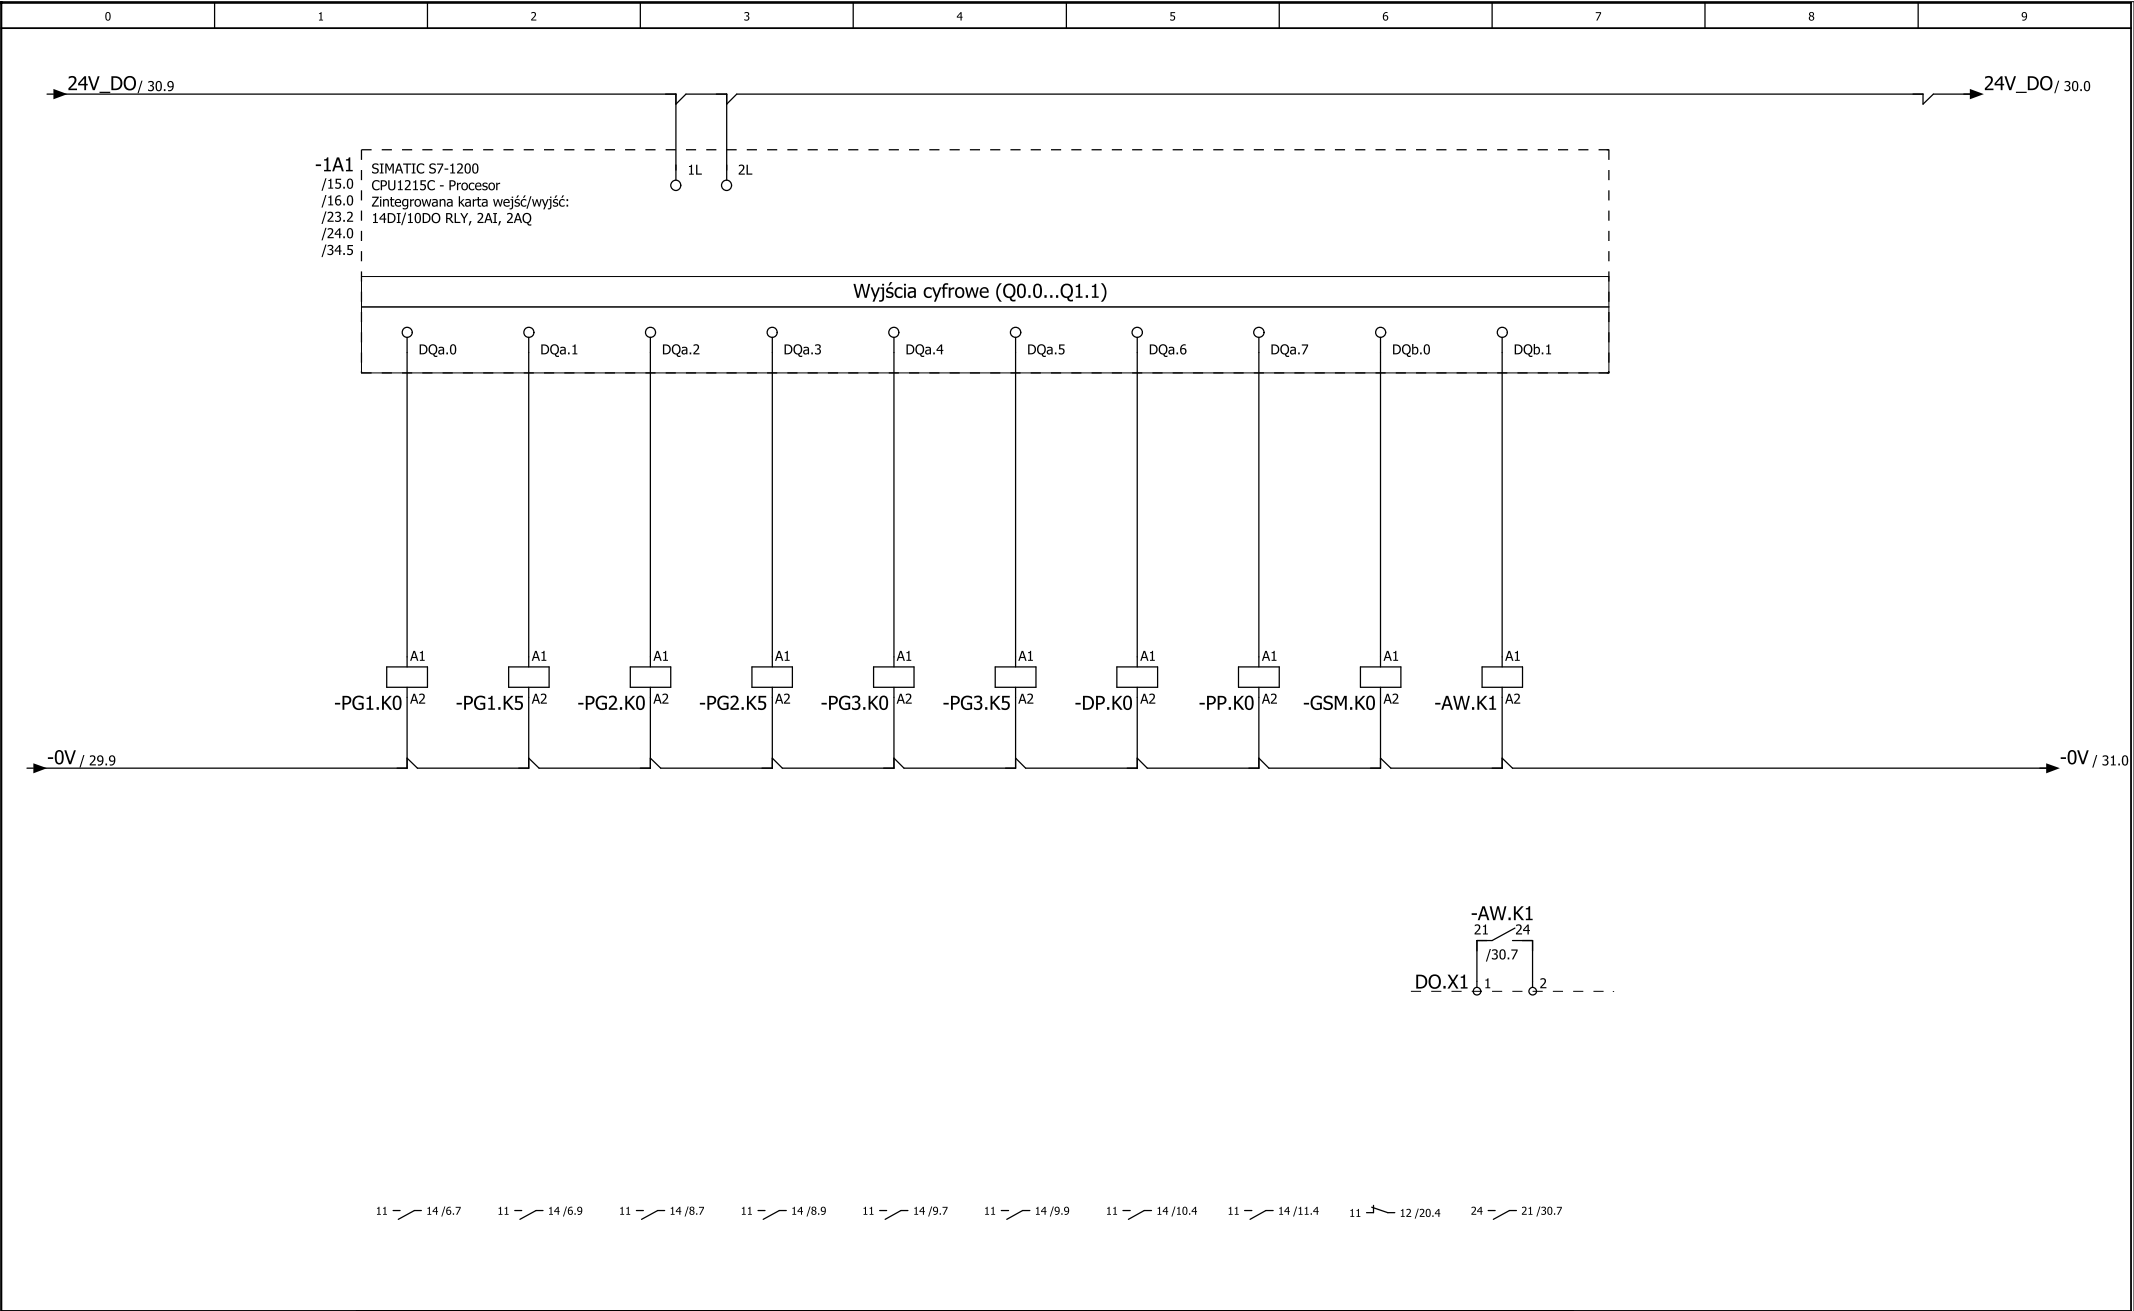 0 1 2 3 4 5 6 7 8 9
24V_DO/ 30.9
24V_DO/ 30.0
-1A1
/15.0
/16.0
/23.2
/24.0
/34.5
SIMATIC S7-1200
CPU1215C - Procesor
Zintegrowana karta wejść/wyjść:
14DI/10DO RLY, 2AI, 2AQ
1L 2L
Wyjścia cyfrowe (Q0.0...Q1.1)
DQa.0 DQa.1 DQa.2 DQa.3 DQa.4 DQa.5 DQa.6 DQa.7 DQb.0 DQb.1
A1 A1 A1 A1 A1 A1 A1 A1 A1 A1
-PG1.K0 A2 -PG1.K5 A2 -PG2.K0 A2 -PG2.K5 A2 -PG3.K0 A2 -PG3.K5 A2 -DP.K0 A2 -PP.K0 A2 -GSM.K0 A2 -AW.K1 A2
-0V / 29.9
-0V / 31.0
-AW.K1
21 24
/30.7
DO.X1 1 2
11 14 /6.7 11 14 /6.9 11 14 /8.7 11 14 /8.9 11 14 /9.7 11 14 /9.9 11 14 /10.4 11 14 /11.4 11 12 /20.4 24 21 /30.7